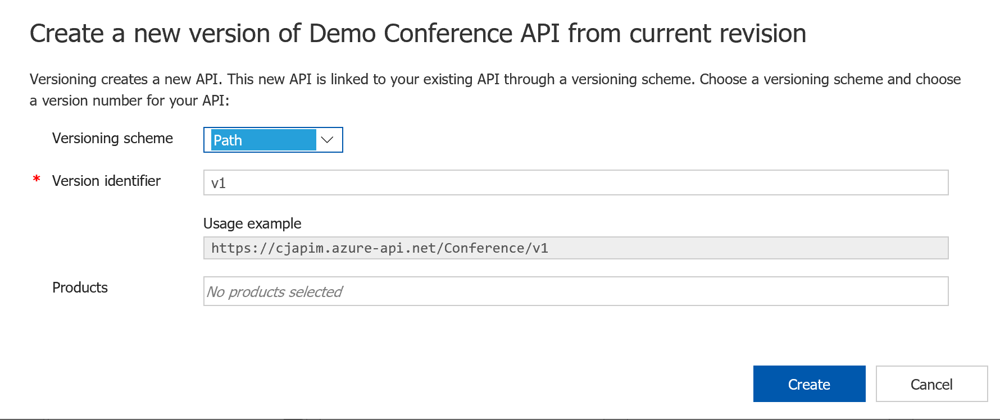 Create a new version of Demo Conference API from current revision
Versioning creates a new API. This new API is linked to your existing API through a versioning scheme. Choose a versioning scheme and choose
a version number for your API:
Versioning scheme
Path
* Version identifier
v1
Usage example
https://cjapim.azure-api.net/Conference/v1
Products
No products selected
Create
Cancel